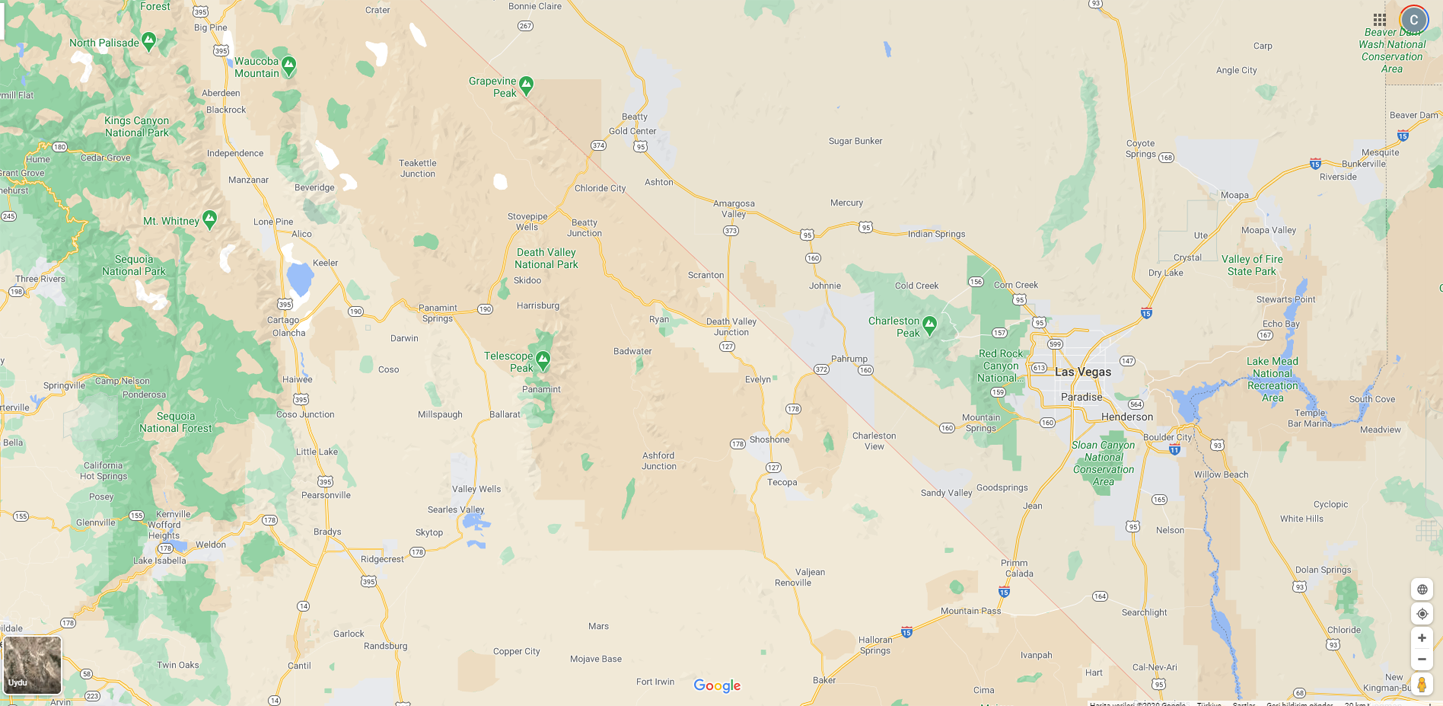 Forest
Big Pine
Crater
Bonnie Claire
267
93
C
North Palisade
395
Waucoba
Mountain
Grapevine
Peak
Carp
Angle City
Beaver Dam
Wash National
Conservation
Area
Aberdeen
Blackrock
Kings Canyon
National Park
180
Hume
Cedar Grove
Independence
Beatty
Gold Center
95
374
Sugar Bunker
Coyote
Springs
168
15
Beaver Dam
15
Mesquite
Bunkerville
Riverside
Manzanar
Beveridge
Teakettle
Junction
Chloride City
Ashton
Moapa
245
Mt. Whitney
Lone Pine
Alico
Stovepipe
Wells
Beatty
Junction
Amargosa
Valley
373
Mercury
95
95
Indian Springs
Ute
Moapa Valley
Sequoia
National Park
Keeler
Death Valley
National Park
Skidoo
Scranton
160
Johnnie
Cold Creek
156
Corn Creek
95
Crystal
Dry Lake
Valley of Fire
State Park
Three Rivers
198
395
Cartago
Olancha
190
Panamint
Springs
190
Harrisburg
Ryan
Death Valley
Junction
127
Charleston
Peak
157
95
599
15
Stewarts Point
Echo Bay
167
Darwin
Telescope
Peak
Badwater
Pahrump
372
160
Red Rock
Canyon
National...
613
147
Las Vegas
Lake Mead
National
Recreation
Area
Springville
Camp Nelson
Ponderosa
Haiwee
395
Coso
Panamint
Evelyn
178
159
Paradise
564
Henderson
Temple
Bar Marina
South Cove
Meadview
Sequoia
National Forest
Coso Junction
Millspaugh
Ballarat
178
Shoshone
Charleston
View
160
Mountain
Springs
160
Boulder City
11
93
Bella
Little Lake
Ashford
Junction
127
Tecopa
Sloan Canyon
National
Conservation
Area
Willow Beach
California
Hot Springs
Posey
Pearsonville
Valley Wells
Searles Valley
Sandy Valley
Goodsprings
Jean
165
Cyclopic
White Hills
155
Glennville
155
Kernville
Wofford
Heights
178
Weldon
178
Lake Isabella
Bradys
Skytop
178
Ridgecrest
95
Nelson
395
Valjean
Renoville
Primm
Calada
15
Dolan Springs
93
14
Mountain Pass
164
Searchlight
178
Garlock
Randsburg
Mars
Mojave Base
Halloran
Springs
15
Chloride
93
Uydu
Twin Oaks
58
223
Arvin
Cantil
14
Copper City
Fort Irwin
Google
Baker
Cima
Ivanpah
Hart
Cal-Nev-Ari
95
68
New
Kingman-Bu
Harita verileri ©2020 Google
Türkiye
Şartlar
Geri bildirim gönder
20 km